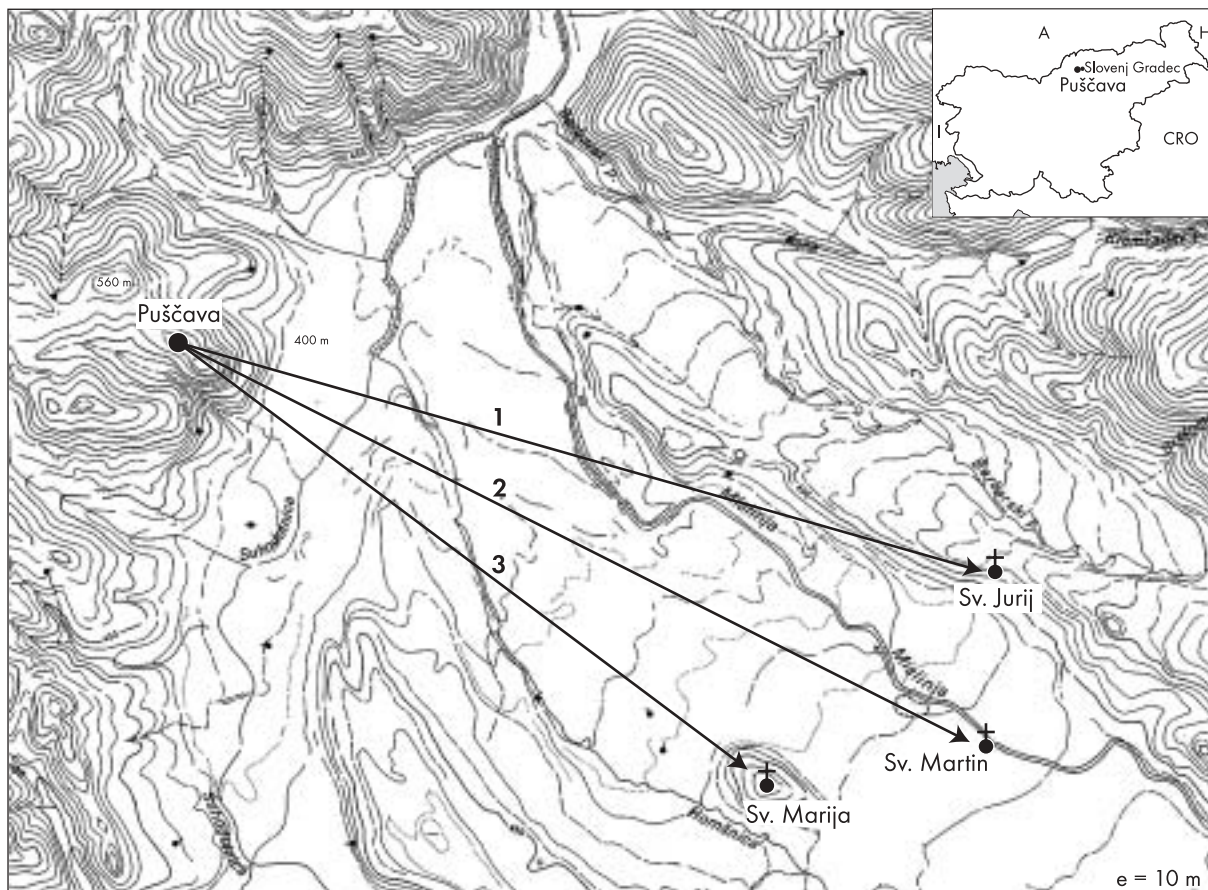 A
H
Slovenj Gradec
Puščava
I
CRO
560 m
Puščava
400 m
1
2
3
Suhodolnica
Mislinja
Sv. Jurij
Mislinja
Sv. Martin
Sv. Marija
e = 10 m